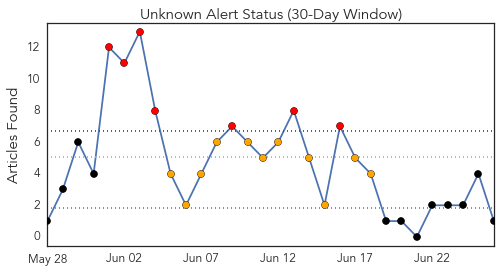 Unknown Alert Status (30-Day Window)
Articles Found
12
10
8
6
4
2
0
May 28
Jun 02
Jun 07
Jun 12
Jun 17
Jun 22